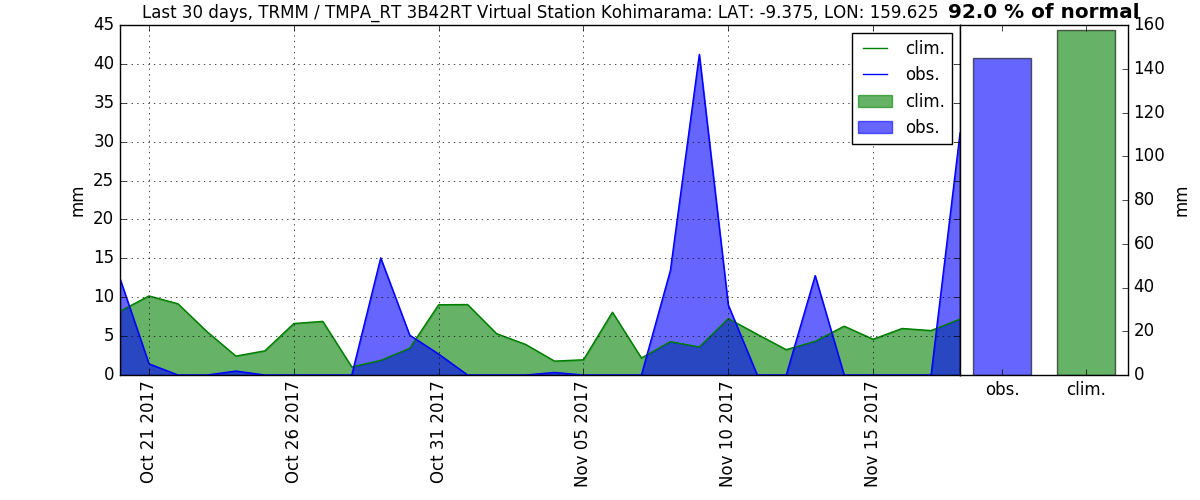 Last 30 days, TRMM / TMPA_RT 3B42RT Virtual Station Kohimarama: LAT: -9.375, LON: 159.625
92.0 % of normal
45
40
35
30
25
20
15
10
5
0
mm
clim.
obs.
clim.
obs.
Oct 21 2017
Oct 26 2017
Oct 31 2017
Nov 05 2017
Nov 10 2017
Nov 15 2017
160
140
120
100
80
60
40
20
0
mm
obs.
clim.